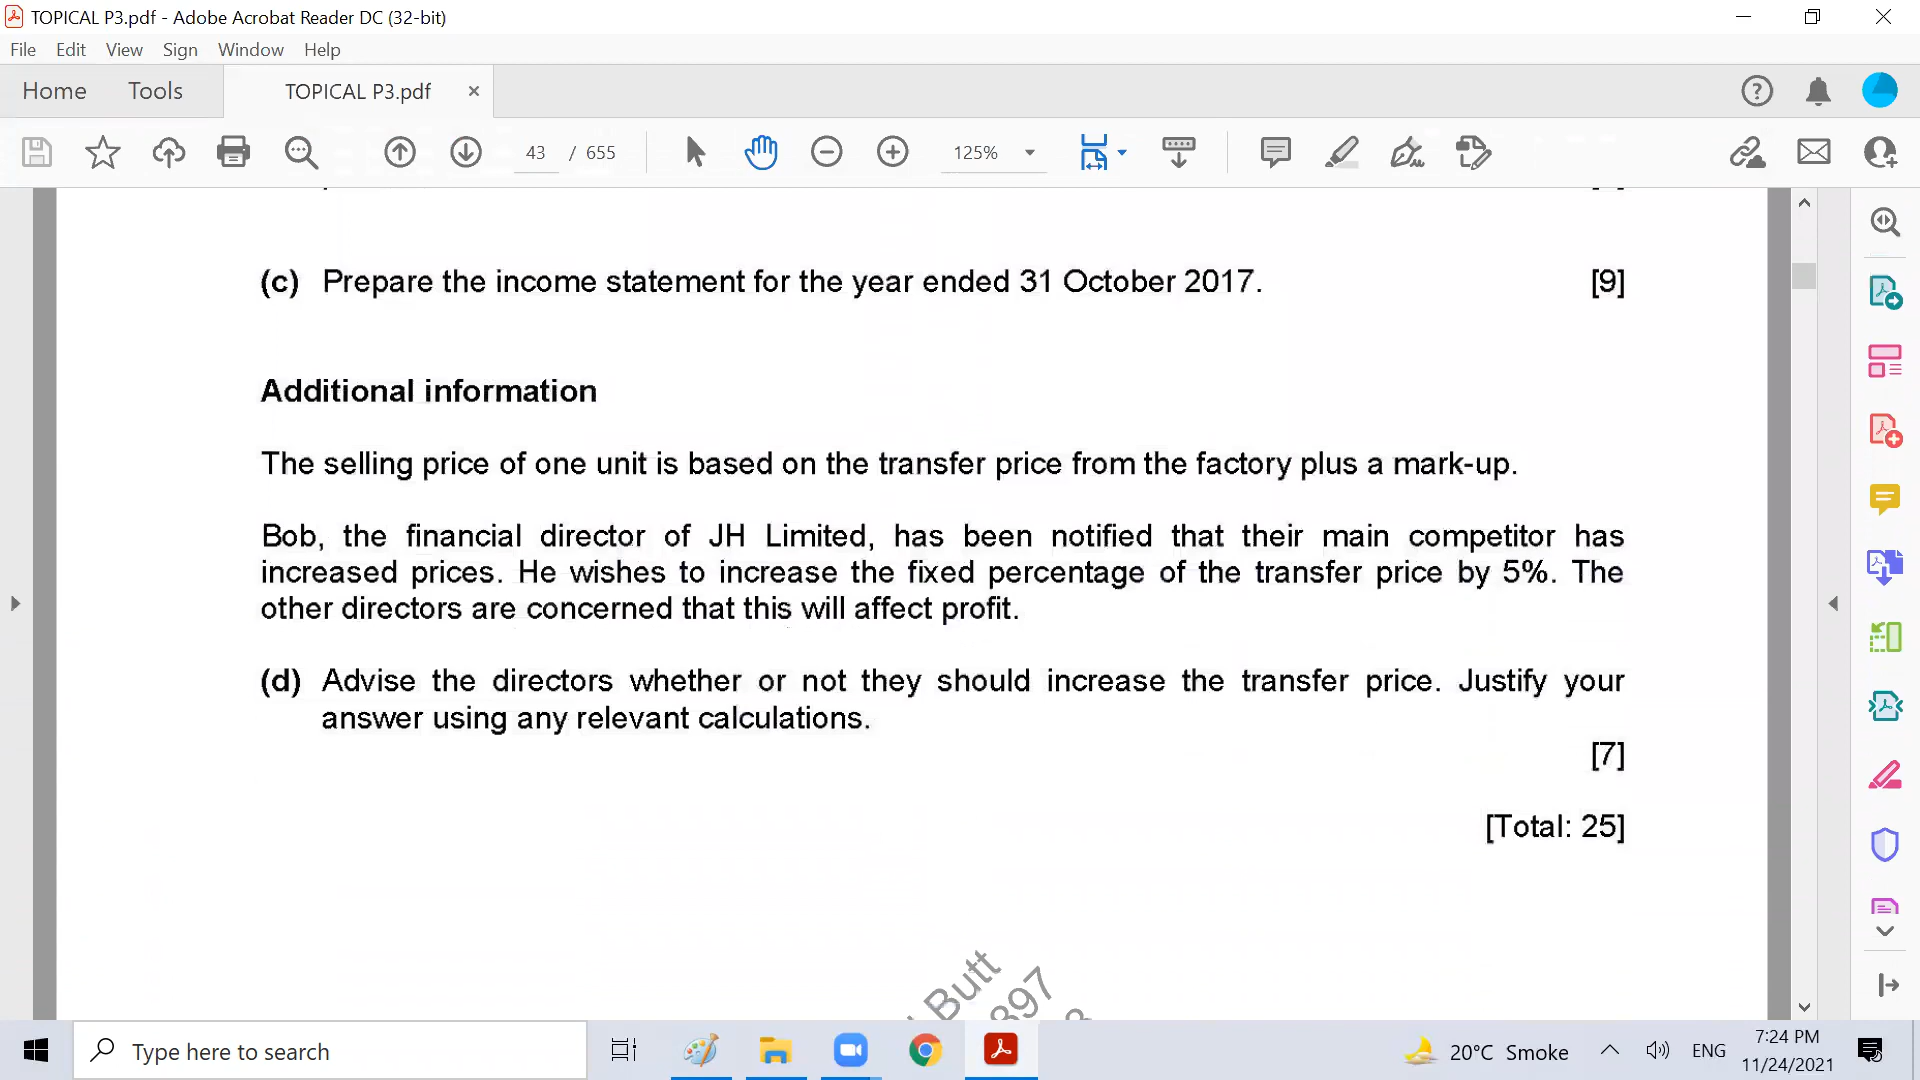 TOPICAL P3.pdf - Adobe Acrobat Reader DC (32-bit)
File Edit View Sign Window Help
Home Tools TOPICAL P3.pdf
43 / 655 125%
(c) Prepare the income statement for the year ended 31 October 2017. [9]
Additional information
The selling price of one unit is based on the transfer price from the factory plus a mark-up.
Bob, the financial director of JH Limited, has been notified that their main competitor has
increased prices. He wishes to increase the fixed percentage of the transfer price by 5%. The
other directors are concerned that this will affect profit.
(d) Advise the directors whether or not they should increase the transfer price. Justify your
answer using any relevant calculations.
[7]
[Total: 25]
Butt
897
Type here to search
20°C Smoke
ENG
7:24 PM
11/24/2021